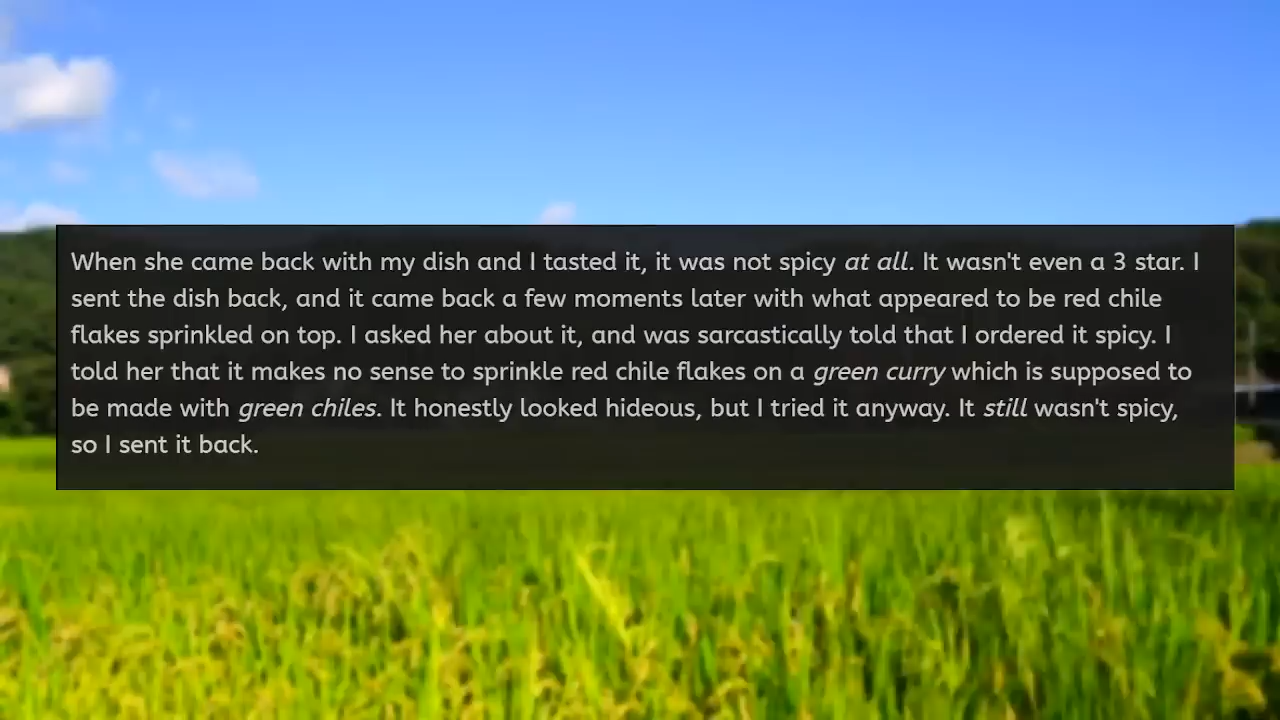 When she came back with my dish and I tasted it, it was not spicy at all. It wasn't even a 3 star. I
sent the dish back, and it came back a few moments later with what appeared to be red chile
flakes sprinkled on top. I asked her about it, and was sarcastically told that I ordered it spicy. I
told her that it makes no sense to sprinkle red chile flakes on a green curry which is supposed to
be made with green chiles. It honestly looked hideous, but I tried it anyway. It still wasn't spicy,
so I sent it back.